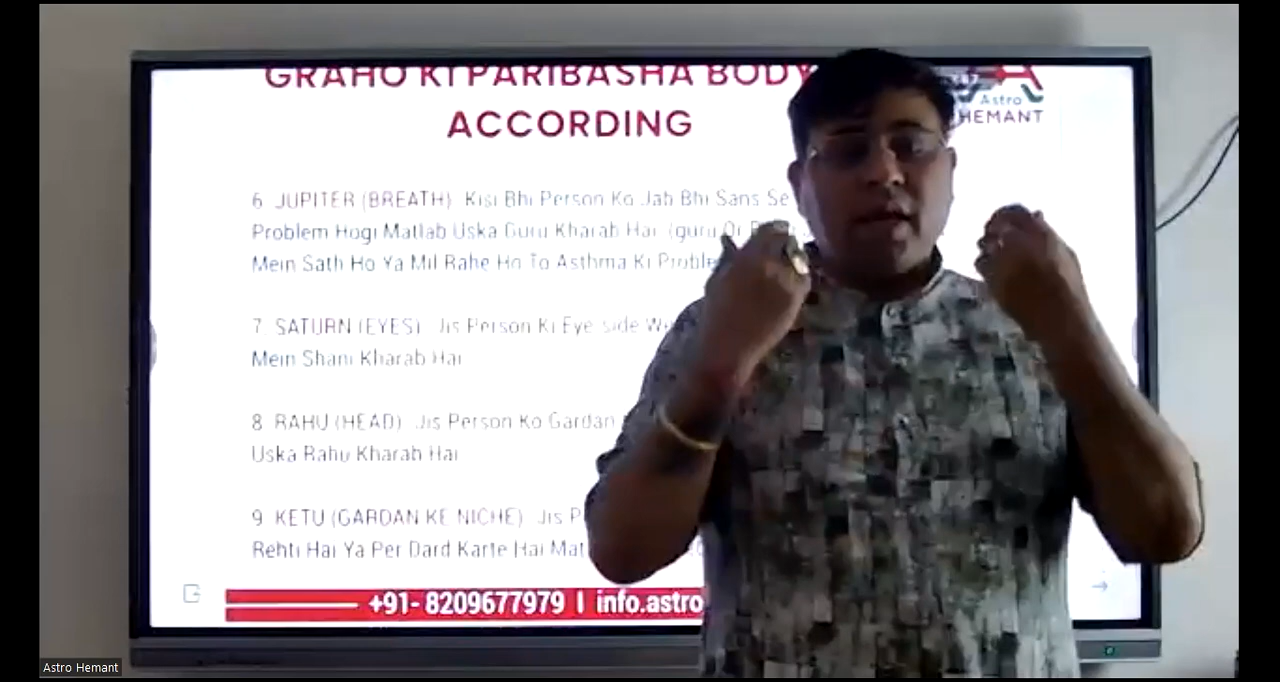 GRAHO KI PARIBASHA BODY
ACCORDING
Astro
HEMANT
6. JUPITER (BREATH) Kisi Bhi Person Ko Jab Bhi Sans Se
Problem Hogi Matlab Uska Guru Kharab Hai. (guru Or
Mein Sath Ho Ya Mil Rahe Ho To Asthma Ki
7. SATURN (EYES) Jis Person Ki Eye side
Mein Shani Kharab Hai
8. RAHU (HEAD) Jis Person Ko Gardan
Uska Rahu Kharab Hai
9. KETU (GARDAN KE NICHE) Jis
Rehti Hai Ya Per Dard Karte Hai
+91- 8209677979 | info.astro
Astro Hemant